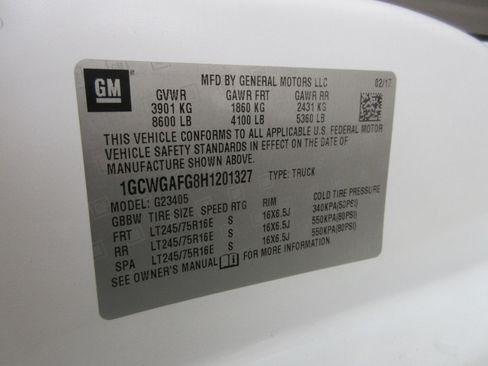 GM
MFD BY GENERAL MOTORS LLC 02/17
GVWR GAWR FRT GAWR RR
3901 KG 1860 KG 2431 KG
8600 LB 4100 LB 5360 LB
THIS VEHICLE CONFORMS TO ALL APPLICABLE U.S. FEDERAL MOTOR
VEHICLE SAFETY STANDARDS IN EFFECT ON THE DATE OF
MANUFACTURE SHOWN ABOVE.
1GCWGAFG8H1201327 TYPE: TRUCK
MODEL: G23405
GBBW TIRE SIZE SPEED RTG RIM COLD TIRE PRESSURE
FRT LT245/75R16E S 16X6.5J 340KPA(50PSI)
RR LT245/75R16E S 16X6.5J 550KPA(80PSI)
SPA LT245/75R16E S 16X6.5J 550KPA(80PSI)
SEE OWNER'S MANUAL FOR MORE INFORMATION.